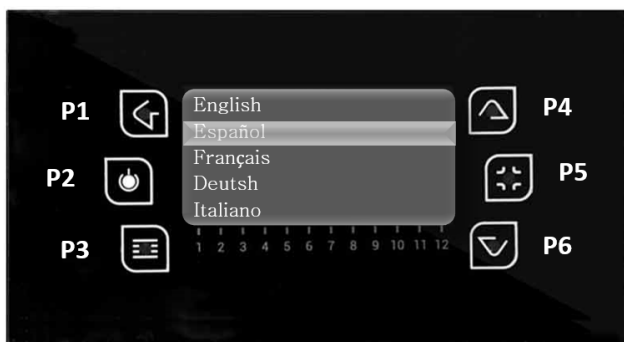 P1
P2
P3
English
Español
Français
Deutsh
Italiano
1 2 3 4 5 6 7 8 9 10 11 12
P4
P5
P6